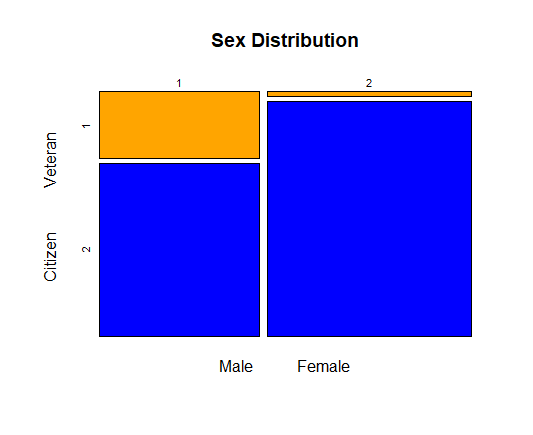 Sex Distribution
1 2
1
Veteran
2
Citizen
Male Female